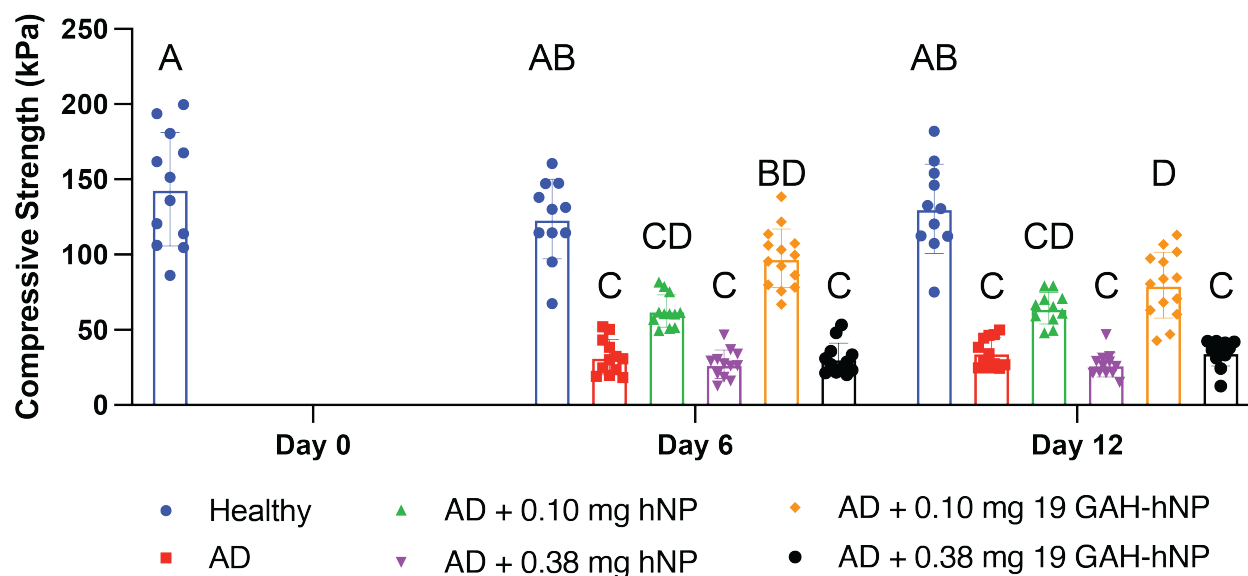 Compressive Strength (kPa)
250
200
150
100
50
0
A
AB
C
CD
C
BD
C
AB
C
CD
C
D
C
Day 0
Day 6
Day 12
Healthy
AD
AD + 0.10 mg hNP
AD + 0.38 mg hNP
AD + 0.10 mg 19 GAH-hNP
AD + 0.38 mg 19 GAH-hNP